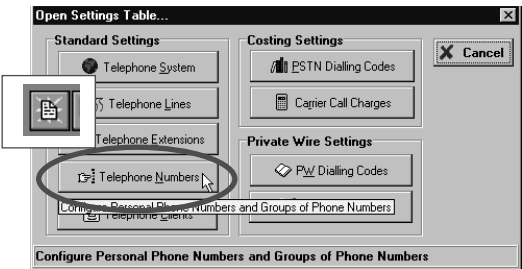 Open Settings Table...
Standard Settings
Telephone System
Telephone Lines
Telephone Extensions
Telephone Numbers
Telephone Clients
Costing Settings
PSTN Dialling Codes
Carrier Call Charges
Private Wire Settings
PW Dialling Codes
Cancel
Configure Personal Phone Numbers and Groups of Phone Numbers
Configure Personal Phone Numbers and Groups of Phone Numbers